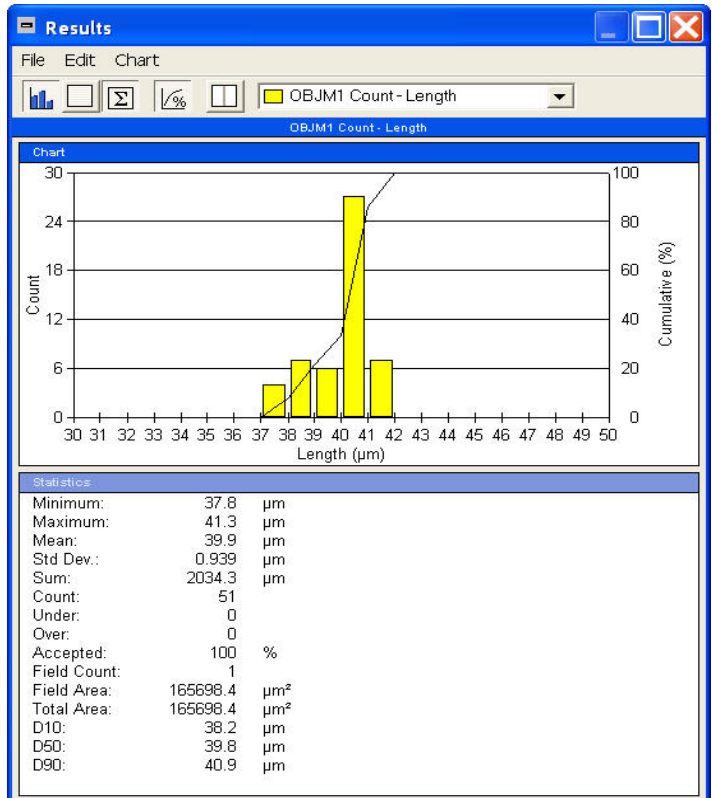 Results
File Edit Chart
Σ % OBJM1 Count - Length
OBJM1 Count - Length
Chart
30 100
24 80
18 60
12 40
6 20
0 0
Count
Cumulative (%)
30 31 32 33 34 35 36 37 38 39 40 41 42 43 44 45 46 47 48 49 50
Length (µm)
Statistics
Minimum: 37.8 µm
Maximum: 41.3 µm
Mean: 39.9 µm
Std Dev.: 0.939 µm
Sum: 2034.3 µm
Count: 51
Under: 0
Over: 0
Accepted: 100 %
Field Count: 1
Field Area: 165698.4 µm²
Total Area: 165698.4 µm²
D10: 38.2 µm
D50: 39.8 µm
D90: 40.9 µm